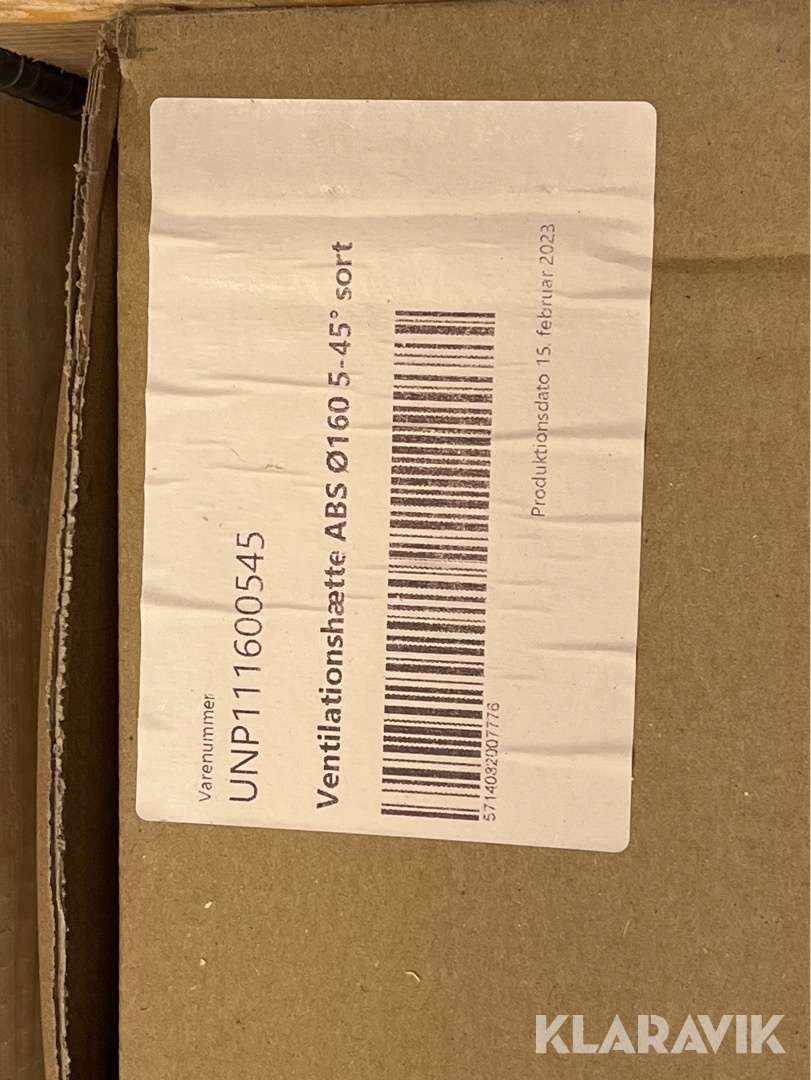 Varenummer
UNP111600545
Ventilationshætte ABS Ø160 5-45° sort
5714032007776
Produktionsdato 15. februar 2023
KLARAVIK